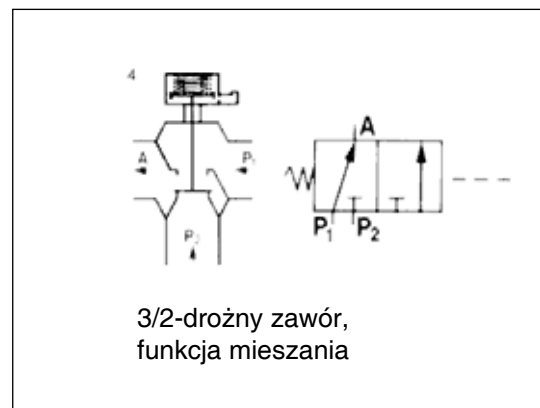 4
A
A P₁
P₂
P₁ P₂
3/2-drożny zawór,
funkcja mieszania